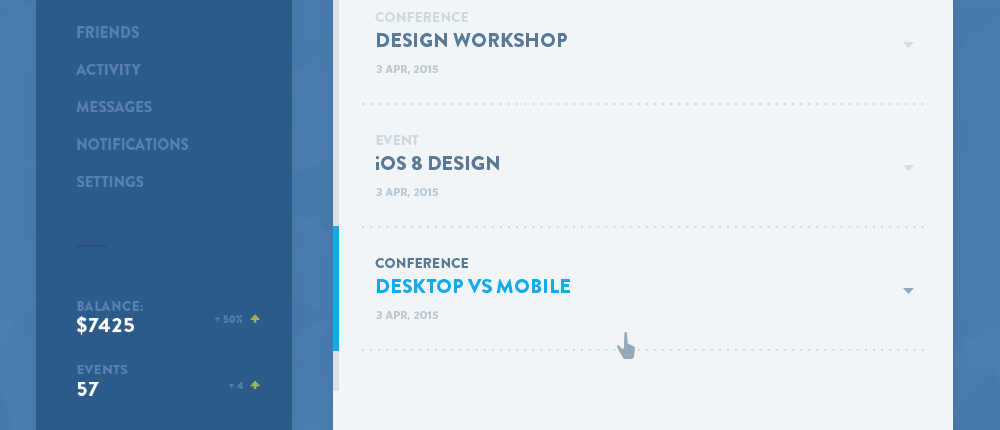 FRIENDS
ACTIVITY
MESSAGES
NOTIFICATIONS
SETTINGS
BALANCE:
$7425
+ 50%
EVENTS
57
+ 4
CONFERENCE
DESIGN WORKSHOP
3 APR, 2015
EVENT
iOS 8 DESIGN
3 APR, 2015
CONFERENCE
DESKTOP VS MOBILE
3 APR, 2015